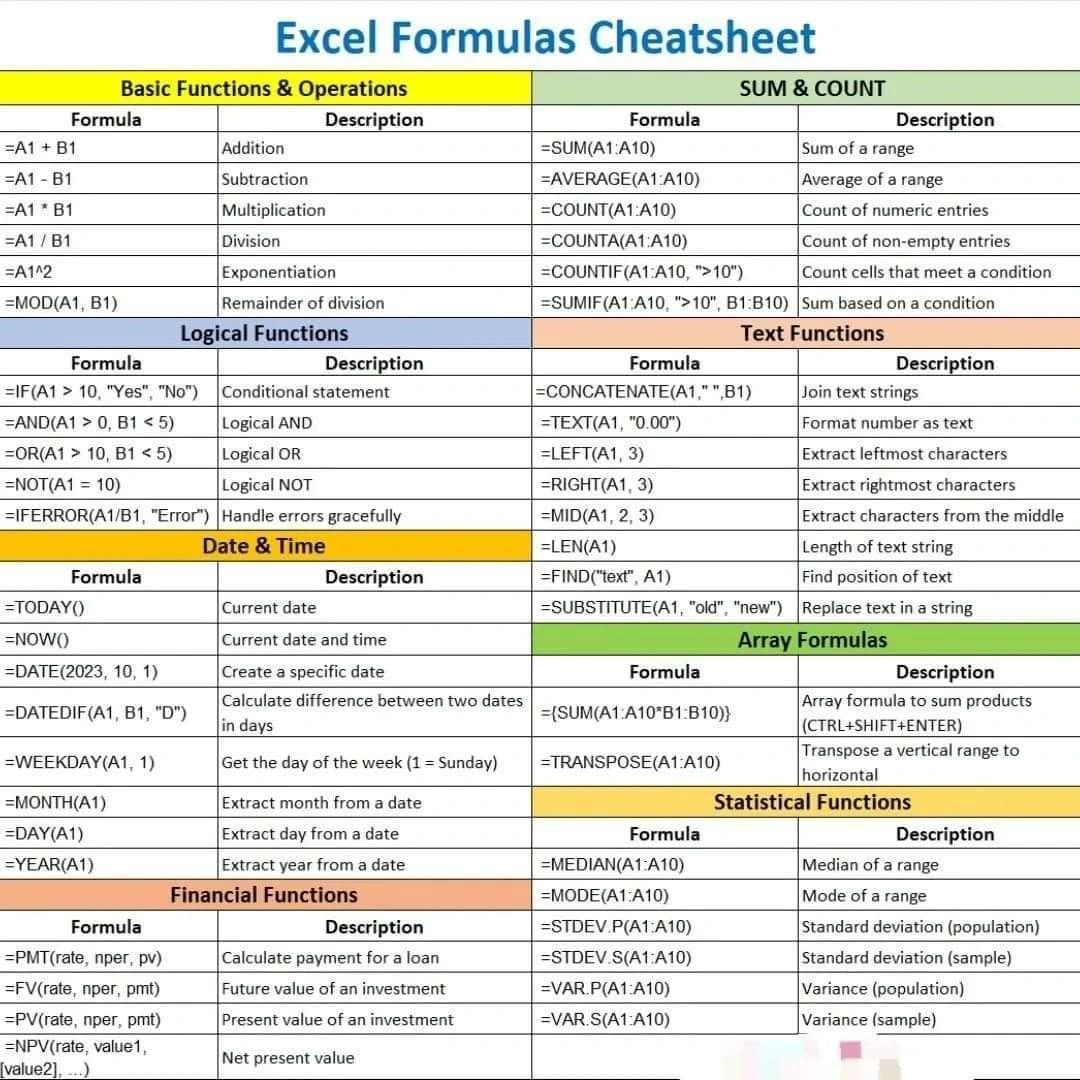 Excel Formulas Cheatsheet
Basic Functions & Operations
Formula Description
=A1 + B1 Addition
=A1 - B1 Subtraction
=A1 * B1 Multiplication
=A1 / B1 Division
=A1^2 Exponentiation
=MOD(A1, B1) Remainder of division
Logical Functions
Formula Description
=IF(A1 > 10, "Yes", "No") Conditional statement
=AND(A1 > 0, B1 < 5) Logical AND
=OR(A1 > 10, B1 < 5) Logical OR
=NOT(A1 = 10) Logical NOT
=IFERROR(A1/B1, "Error") Handle errors gracefully
Date & Time
Formula Description
=TODAY() Current date
=NOW() Current date and time
=DATE(2023, 10, 1) Create a specific date
=DATEDIF(A1, B1, "D") Calculate difference between two dates
in days
=WEEKDAY(A1, 1) Get the day of the week (1 = Sunday)
=MONTH(A1) Extract month from a date
=DAY(A1) Extract day from a date
=YEAR(A1) Extract year from a date
Financial Functions
Formula Description
=PMT(rate, nper, pv) Calculate payment for a loan
=FV(rate, nper, pmt) Future value of an investment
=PV(rate, nper, pmt) Present value of an investment
=NPV(rate, value1,
[value2], ...) Net present value
SUM & COUNT
Formula Description
=SUM(A1:A10) Sum of a range
=AVERAGE(A1:A10) Average of a range
=COUNT(A1:A10) Count of numeric entries
=COUNTA(A1:A10) Count of non-empty entries
=COUNTIF(A1:A10, ">10") Count cells that meet a condition
=SUMIF(A1:A10, ">10", B1:B10) Sum based on a condition
Text Functions
Formula Description
=CONCATENATE(A1," ",B1) Join text strings
=TEXT(A1, "0.00") Format number as text
=LEFT(A1, 3) Extract leftmost characters
=RIGHT(A1, 3) Extract rightmost characters
=MID(A1, 2, 3) Extract characters from the middle
=LEN(A1) Length of text string
=FIND("text", A1) Find position of text
=SUBSTITUTE(A1, "old", "new") Replace text in a string
Array Formulas
Formula Description
={SUM(A1:A10*B1:B10)} Array formula to sum products
(CTRL+SHIFT+ENTER)
=TRANSPOSE(A1:A10) Transpose a vertical range to
horizontal
Statistical Functions
Formula Description
=MEDIAN(A1:A10) Median of a range
=MODE(A1:A10) Mode of a range
=STDEV.P(A1:A10) Standard deviation (population)
=STDEV.S(A1:A10) Standard deviation (sample)
=VAR.P(A1:A10) Variance (population)
=VAR.S(A1:A10) Variance (sample)